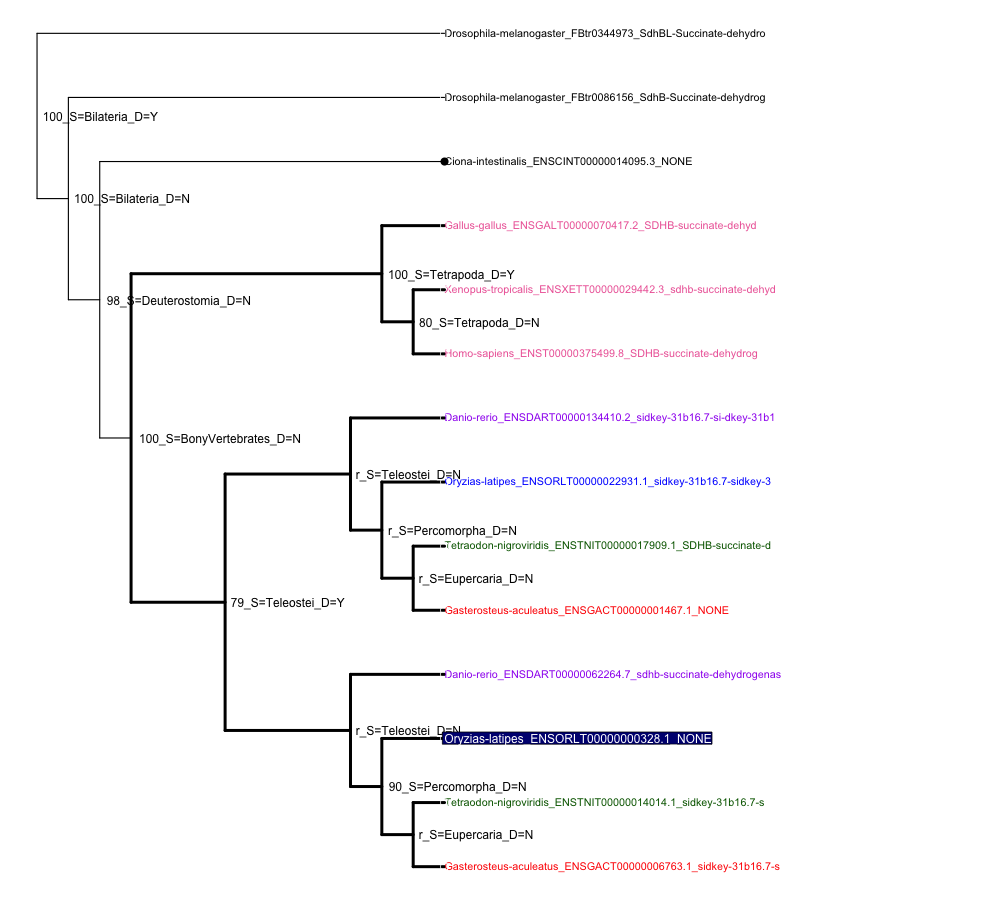 Drosophila-melanogaster_FBtr0344973_SdhBL-Succinate-dehydro
Drosophila-melanogaster_FBtr0086156_SdhB-Succinate-dehydrog
100_S=Bilateria_D=Y
Ciona-intestinalis_ENSCINT00000014095.3_NONE
100_S=Bilateria_D=N
Gallus-gallus_ENSGALT00000070417.2_SDHB-succinate-dehyd
100_S=Tetrapoda_D=Y
Xenopus-tropicalis_ENSXETT00000029442.3_sdhb-succinate-dehyd
98_S=Deuterostomia_D=N
80_S=Tetrapoda_D=N
Homo-sapiens_ENST00000375499.8_SDHB-succinate-dehydrog
Danio-rerio_ENSDART00000134410.2_sidkey-31b16.7-si-dkey-31b1
100_S=BonyVertebrates_D=N
r_S=Teleostei_D=N
Oryzias-latipes_ENSORLT00000022931.1_sidkey-31b16.7-sidkey-3
r_S=Percomorpha_D=N
Tetraodon-nigroviridis_ENSTNIT00000017909.1_SDHB-succinate-d
r_S=Eupercaria_D=N
79_S=Teleostei_D=Y
Gasterosteus-aculeatus_ENSGACT00000001467.1_NONE
Danio-rerio_ENSDART00000062264.7_sdhb-succinate-dehydrogenas
r_S=Teleostei_D=N
Oryzias-latipes_ENSORLT00000000328.1_NONE
90_S=Percomorpha_D=N
Tetraodon-nigroviridis_ENSTNIT00000014014.1_sidkey-31b16.7-s
r_S=Eupercaria_D=N
Gasterosteus-aculeatus_ENSGACT00000006763.1_sidkey-31b16.7-s